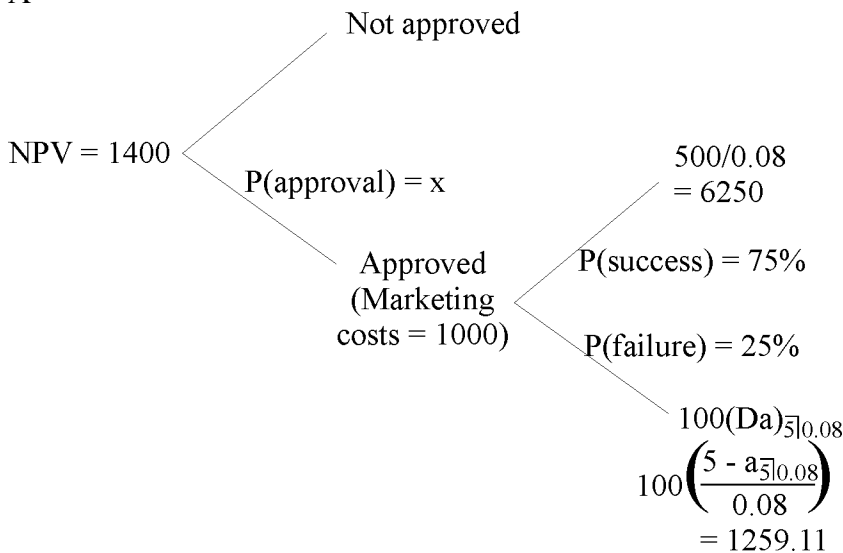 Not approved
NPV = 1400
P(approval) = x
500/0.08
= 6250
Approved
(Marketing
costs = 1000)
P(success) = 75%
P(failure) = 25%
100(Da)5|0.08
100(5 - a5|0.08
0.08)
= 1259.11